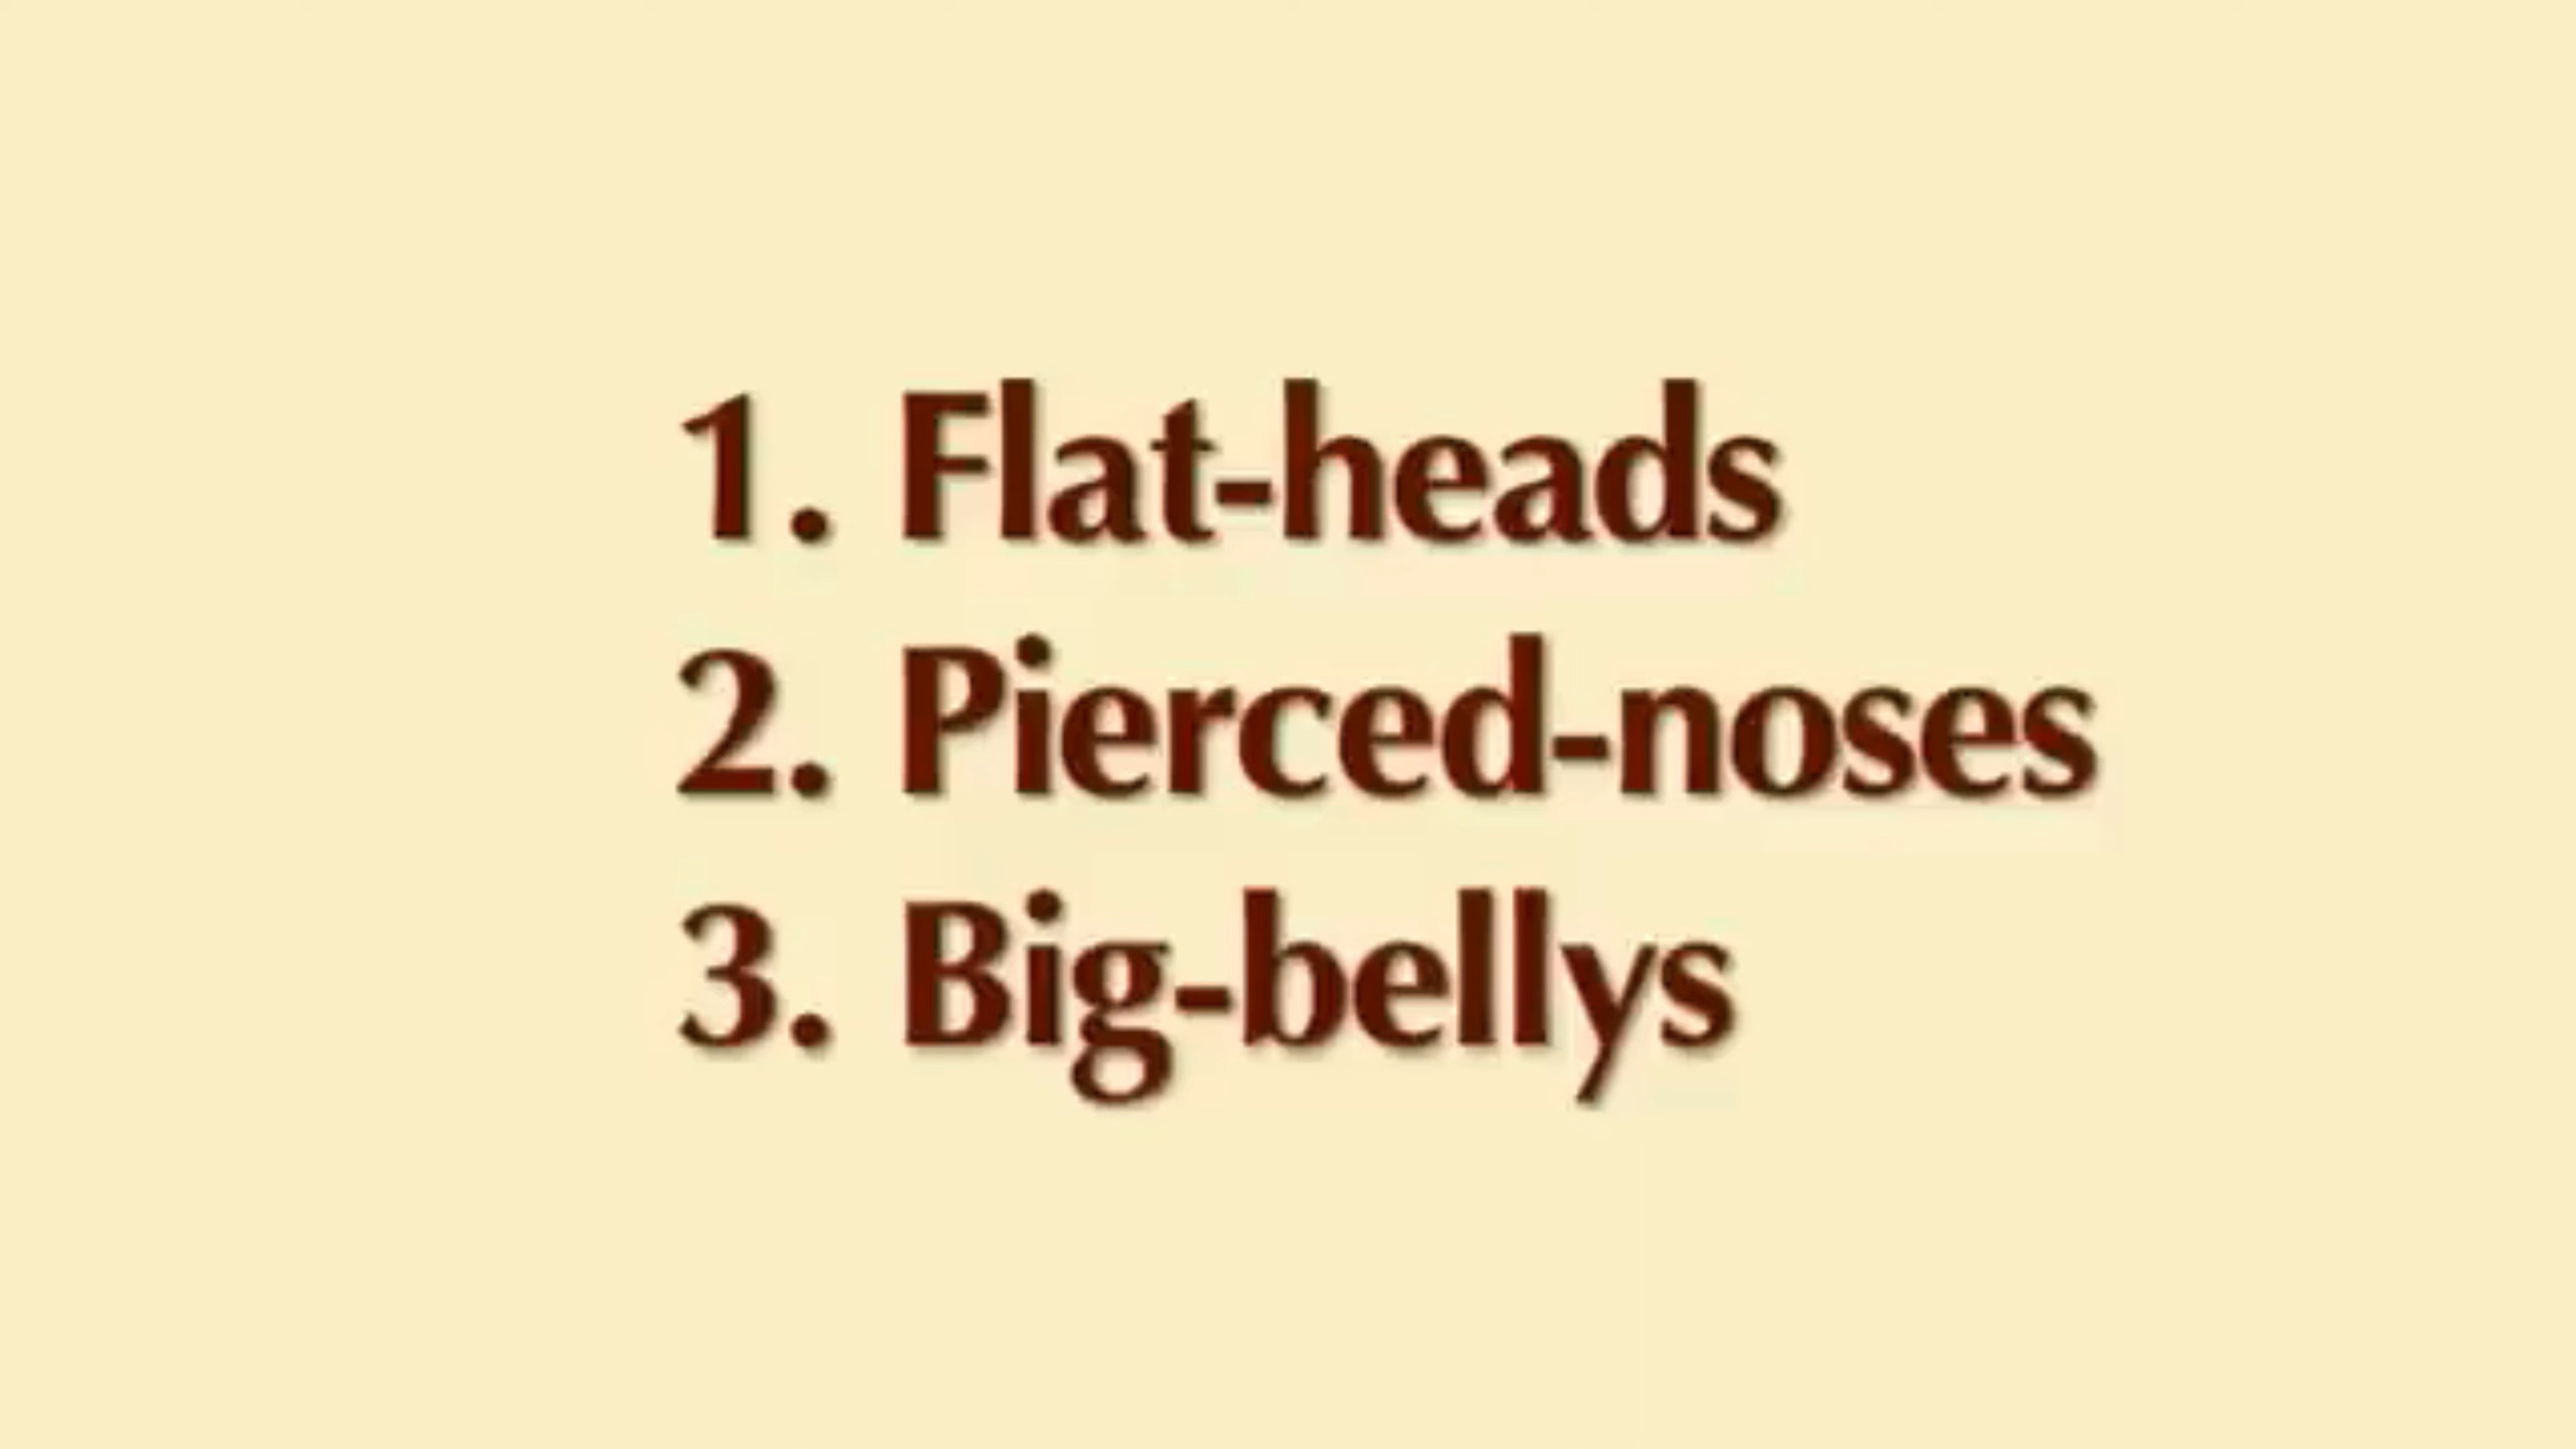 1. Flat-heads
2. Pierced-noses
3. Big-bellys